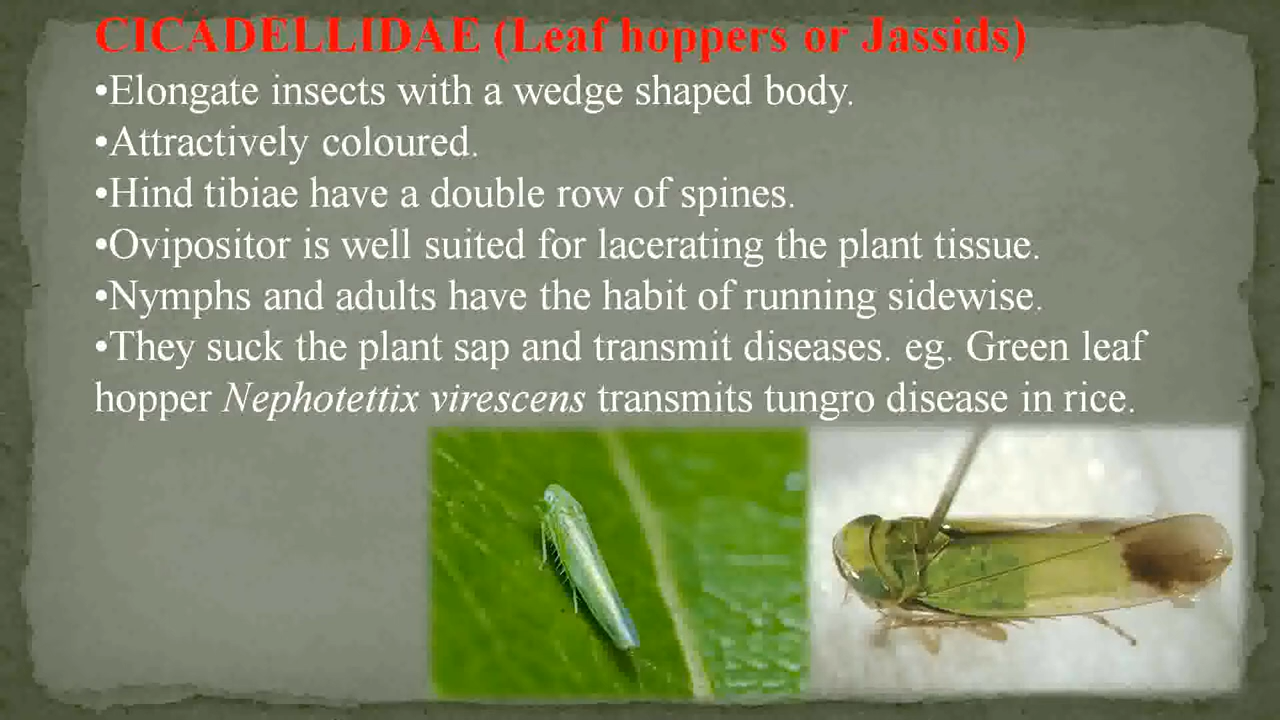 CICADELLIDAE (Leaf hoppers or Jassids)
•Elongate insects with a wedge shaped body.
•Attractively coloured.
•Hind tibiae have a double row of spines.
•Ovipositor is well suited for lacerating the plant tissue.
•Nymphs and adults have the habit of running sidewise.
•They suck the plant sap and transmit diseases. eg. Green leaf
hopper Nephotettix virescens transmits tungro disease in rice.